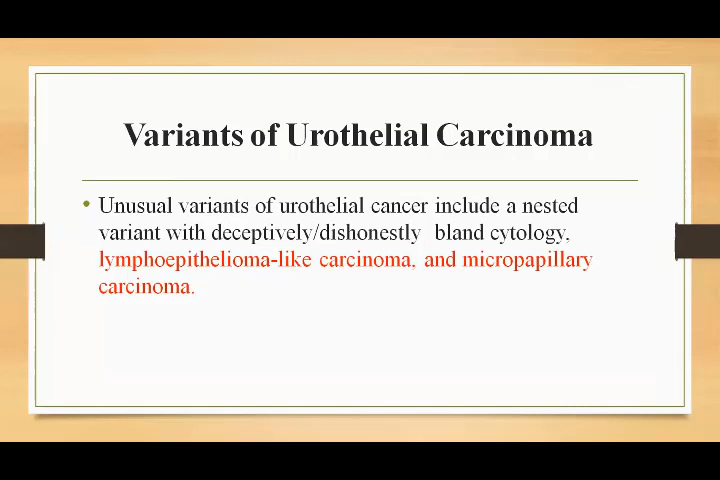 Variants of Urothelial Carcinoma
• Unusual variants of urothelial cancer include a nested
variant with deceptively/dishonestly bland cytology,
lymphoepithelioma-like carcinoma, and micropapillary
carcinoma.